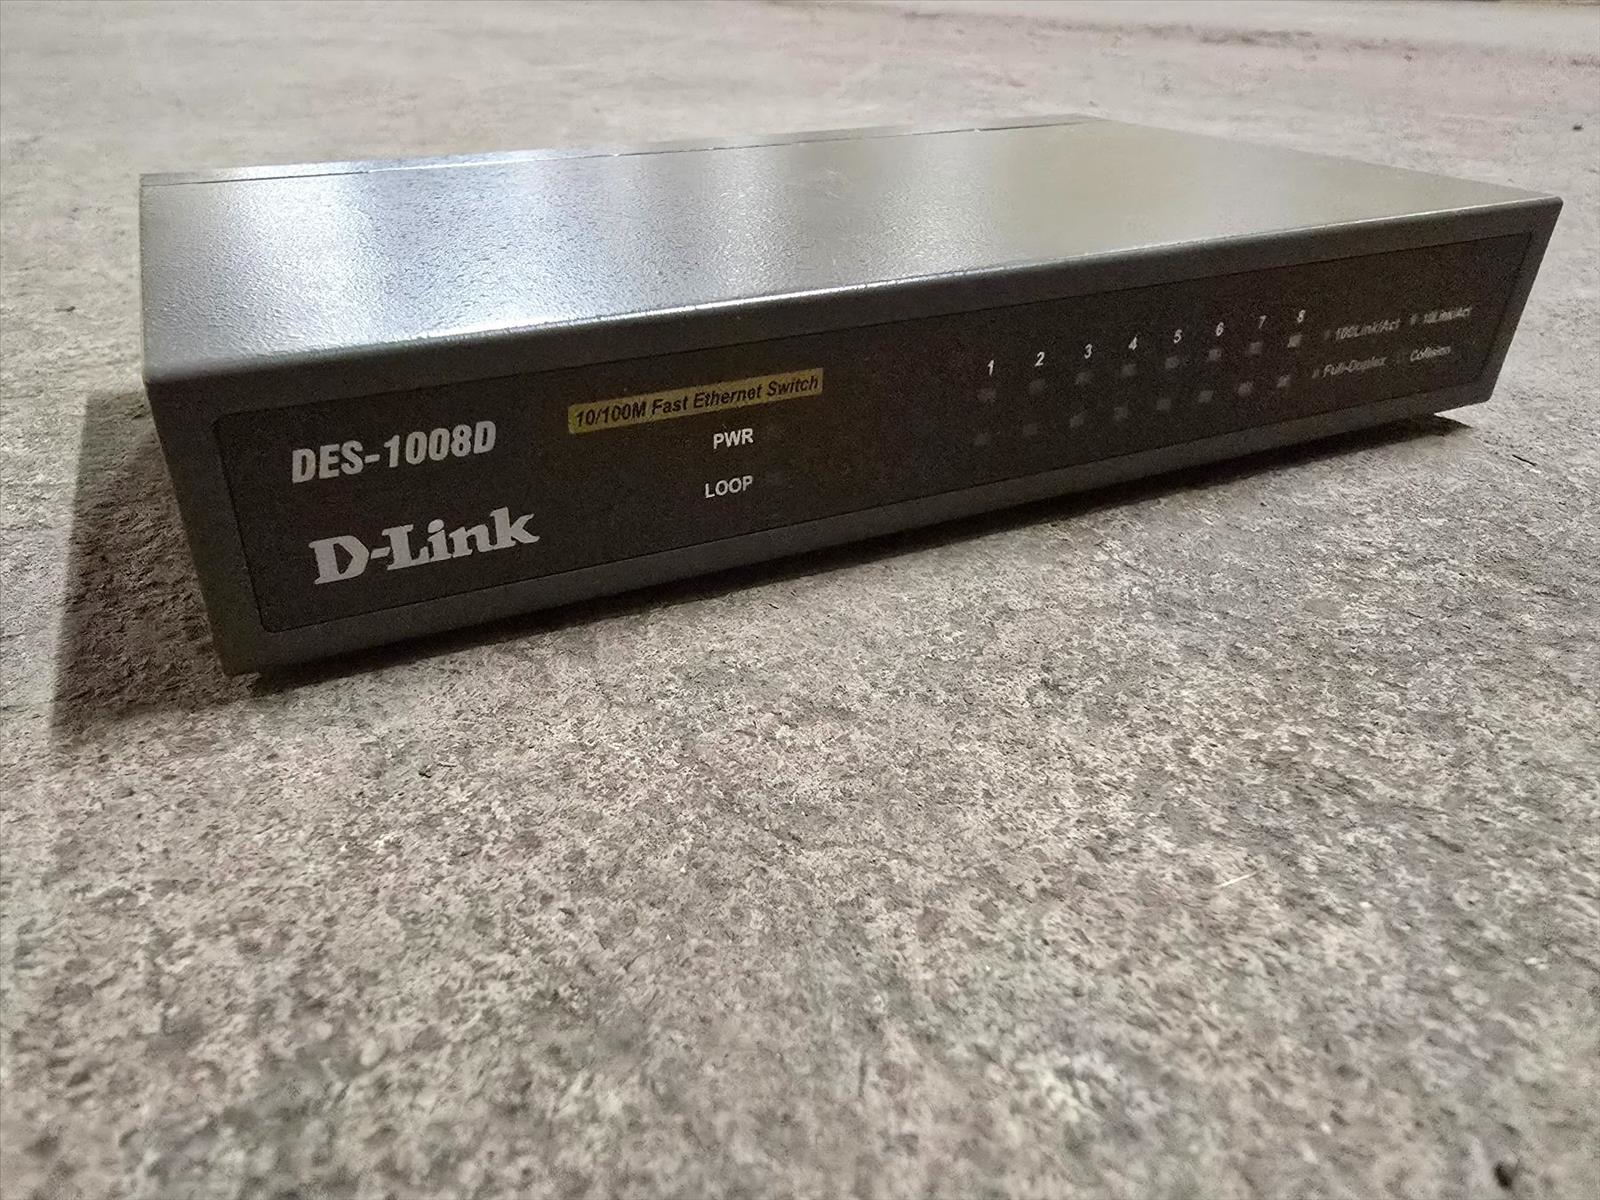 DES-1008D
D-Link
10/100M Fast Ethernet Switch
PWR
LOOP
1 2 3 4 5 6 7 8
100Link/Act 10Link/Act
Full-Duplex Collision